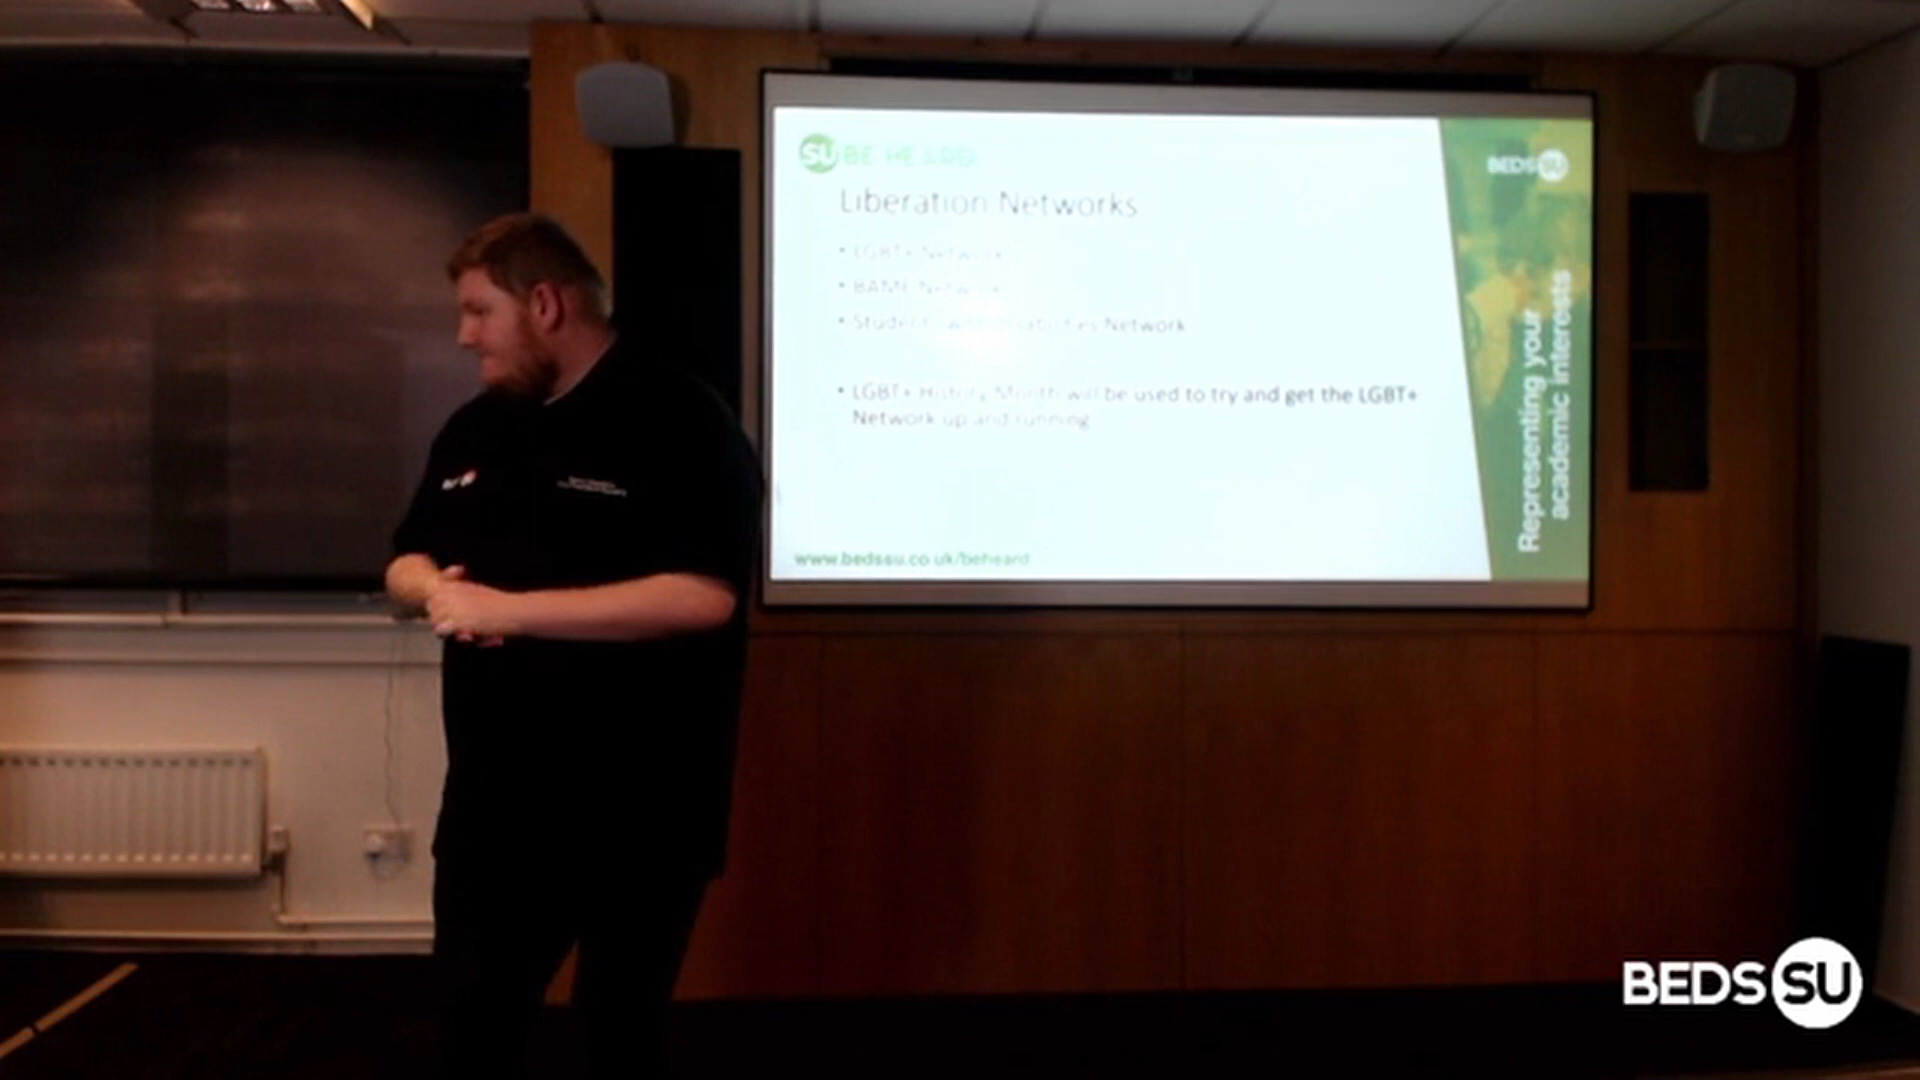 SU BE HEARD
BEDS SU
Liberation Networks
• LGBT+ Network
• BAME Network
• Students with Disabilities Network
• LGBT+ History Month will be used to try and get the LGBT+
Network up and running
www.bedssu.co.uk/beheard
Representing your
academic interests
BEDS SU